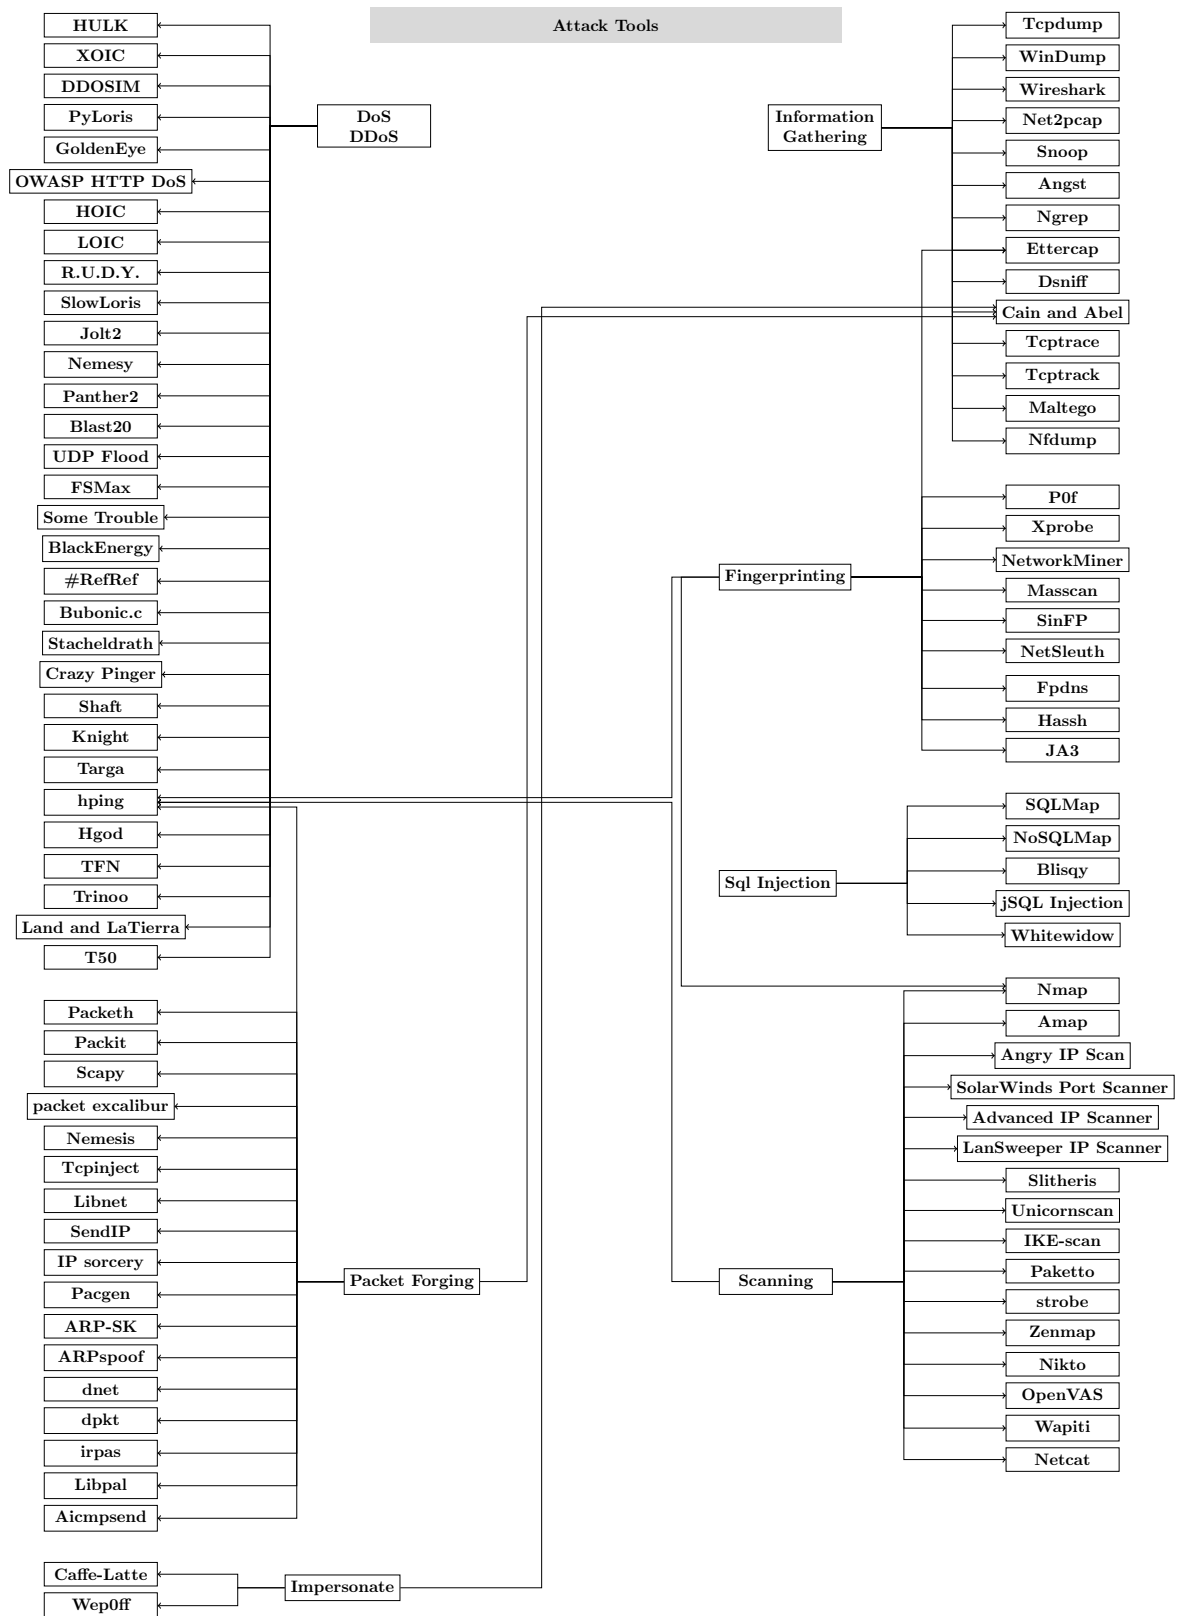 Attack Tools
HULK
XOIC
DDOSIM
PyLoris
GoldenEye
OWASP HTTP DoS
HOIC
LOIC
R.U.D.Y.
SlowLoris
Jolt2
Nemesy
Panther2
Blast20
UDP Flood
FSMax
Some Trouble
BlackEnergy
#RefRef
Bubonic.c
Stacheldrath
Crazy Pinger
Shaft
Knight
Targa
hping
Hgod
TFN
Trinoo
Land and LaTierra
T50
DoS
DDoS
Packeth
Packit
Scapy
packet excalibur
Nemesis
Tcpinject
Libnet
SendIP
IP sorcery
Pacgen
ARP-SK
ARPspoof
dnet
dpkt
irpas
Libpal
Aicmpsend
Packet Forging
Caffe-Latte
Wep0ff
Impersonate
Information
Gathering
Tcpdump
WinDump
Wireshark
Net2pcap
Snoop
Angst
Ngrep
Ettercap
Dsniff
Cain and Abel
Tcptrace
Tcptrack
Maltego
Nfdump
Fingerprinting
P0f
Xprobe
NetworkMiner
Masscan
SinFP
NetSleuth
Fpdns
Hassh
JA3
Sql Injection
SQLMap
NoSQLMap
Blisqy
jSQL Injection
Whitewidow
Scanning
Nmap
Amap
Angry IP Scan
SolarWinds Port Scanner
Advanced IP Scanner
LanSweeper IP Scanner
Slitheris
Unicornscan
IKE-scan
Paketto
strobe
Zenmap
Nikto
OpenVAS
Wapiti
Netcat